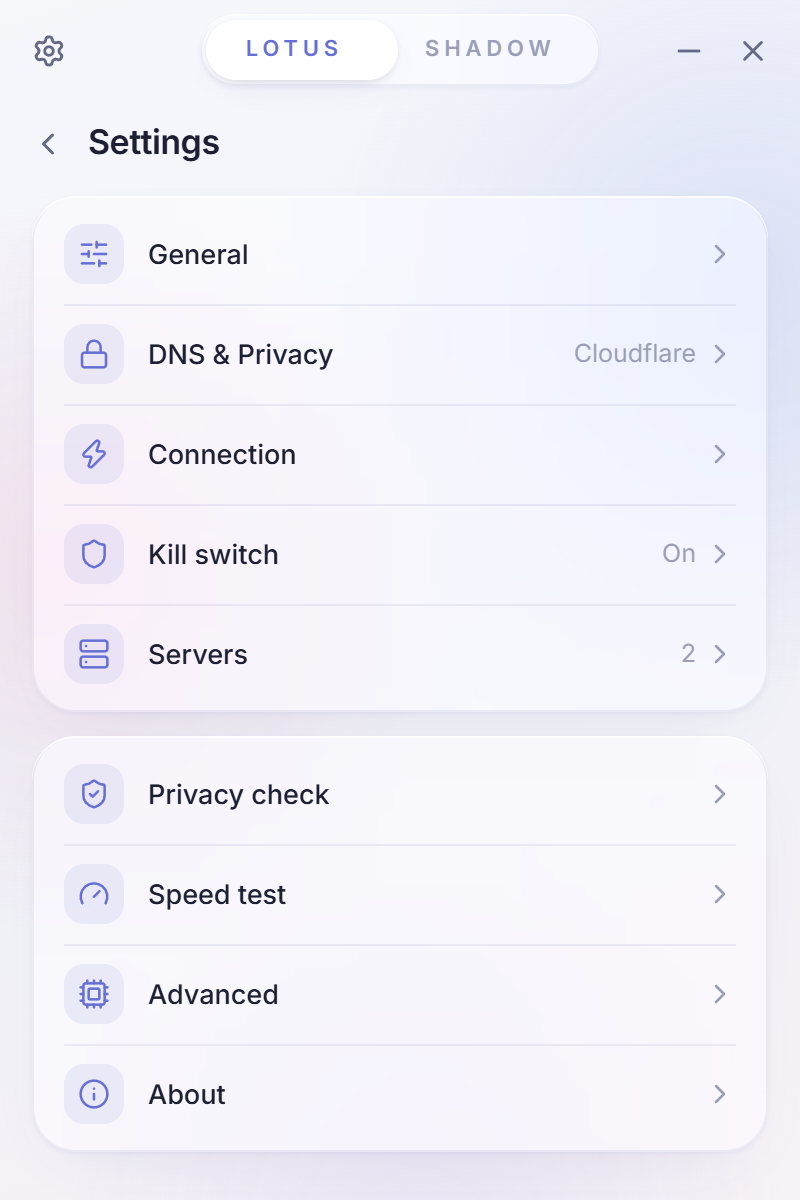 LOTUS SHADOW
Settings
General
DNS & Privacy Cloudflare
Connection
Kill switch On
Servers 2
Privacy check
Speed test
Advanced
About